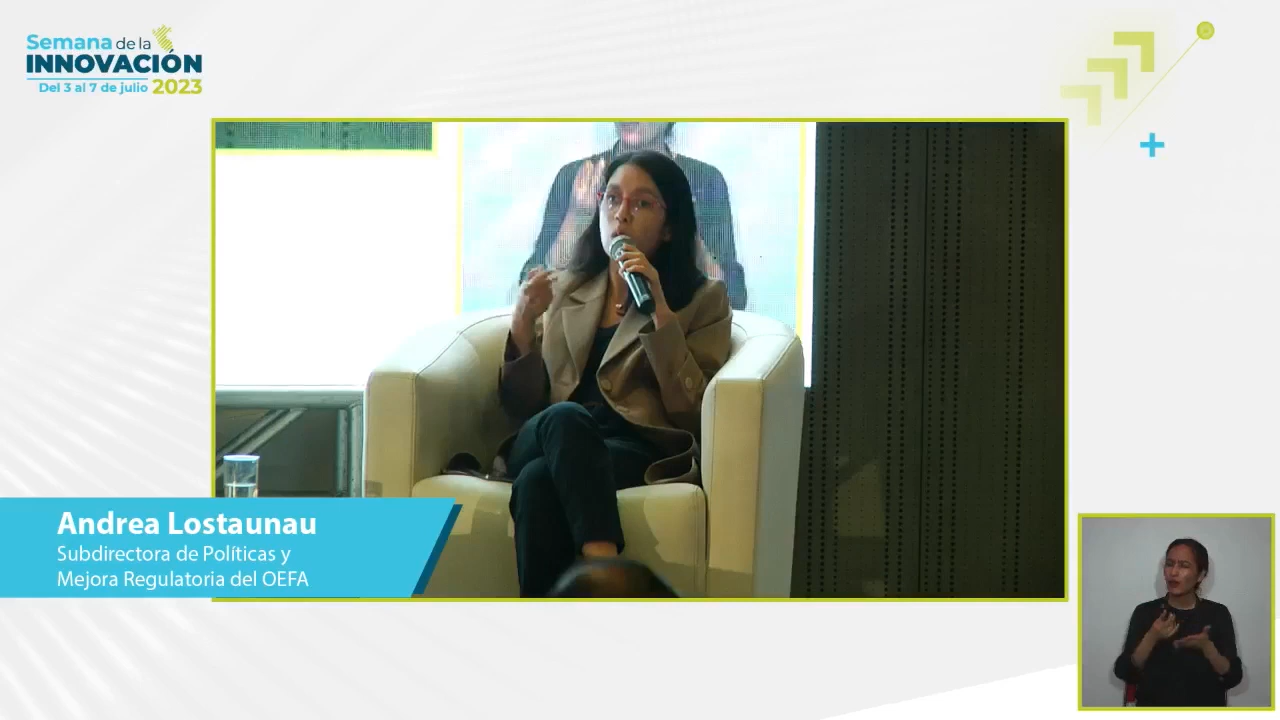 Semana de la
INNOVACIÓN
Del 3 al 7 de julio 2023
Andrea Lostaunau
Subdirectora de Políticas y
Mejora Regulatoria del OEFA